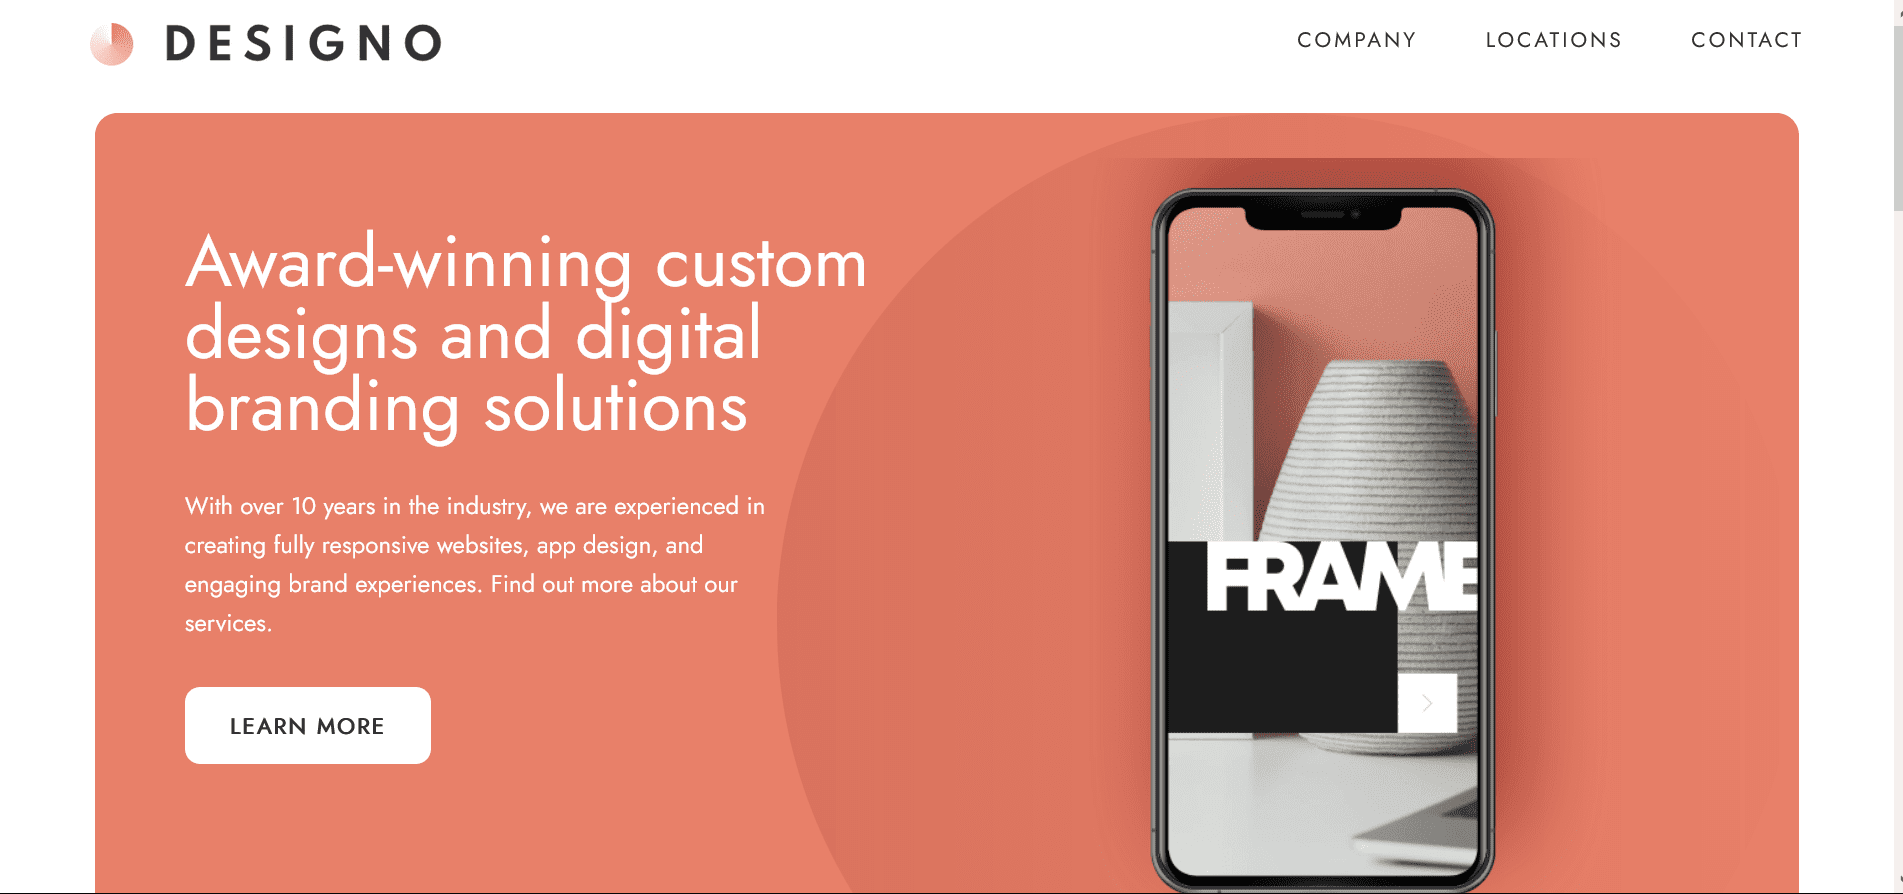 DESIGNO
COMPANY LOCATIONS CONTACT
Award-winning custom
designs and digital
branding solutions
With over 10 years in the industry, we are experienced in
creating fully responsive websites, app design, and
engaging brand experiences. Find out more about our
services.
LEARN MORE
FRAME